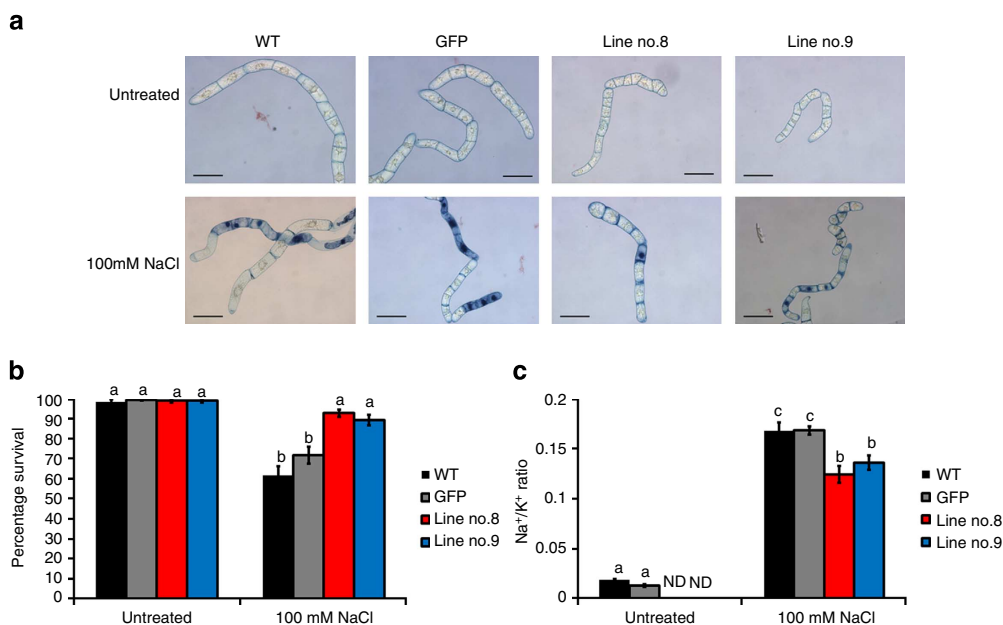 a
WT GFP Line no.8 Line no.9
Untreated
100mM NaCl
b
Percentage survival
100
90
80
70
60
50
40
30
20
10
0
a a a a
b b a a
Untreated 100 mM NaCl
WT
GFP
Line no.8
Line no.9
c
Na⁺/K⁺ ratio
0.2
0.15
0.1
0.05
0
a a ND ND
c c b b
Untreated 100 mM NaCl
WT
GFP
Line no.8
Line no.9